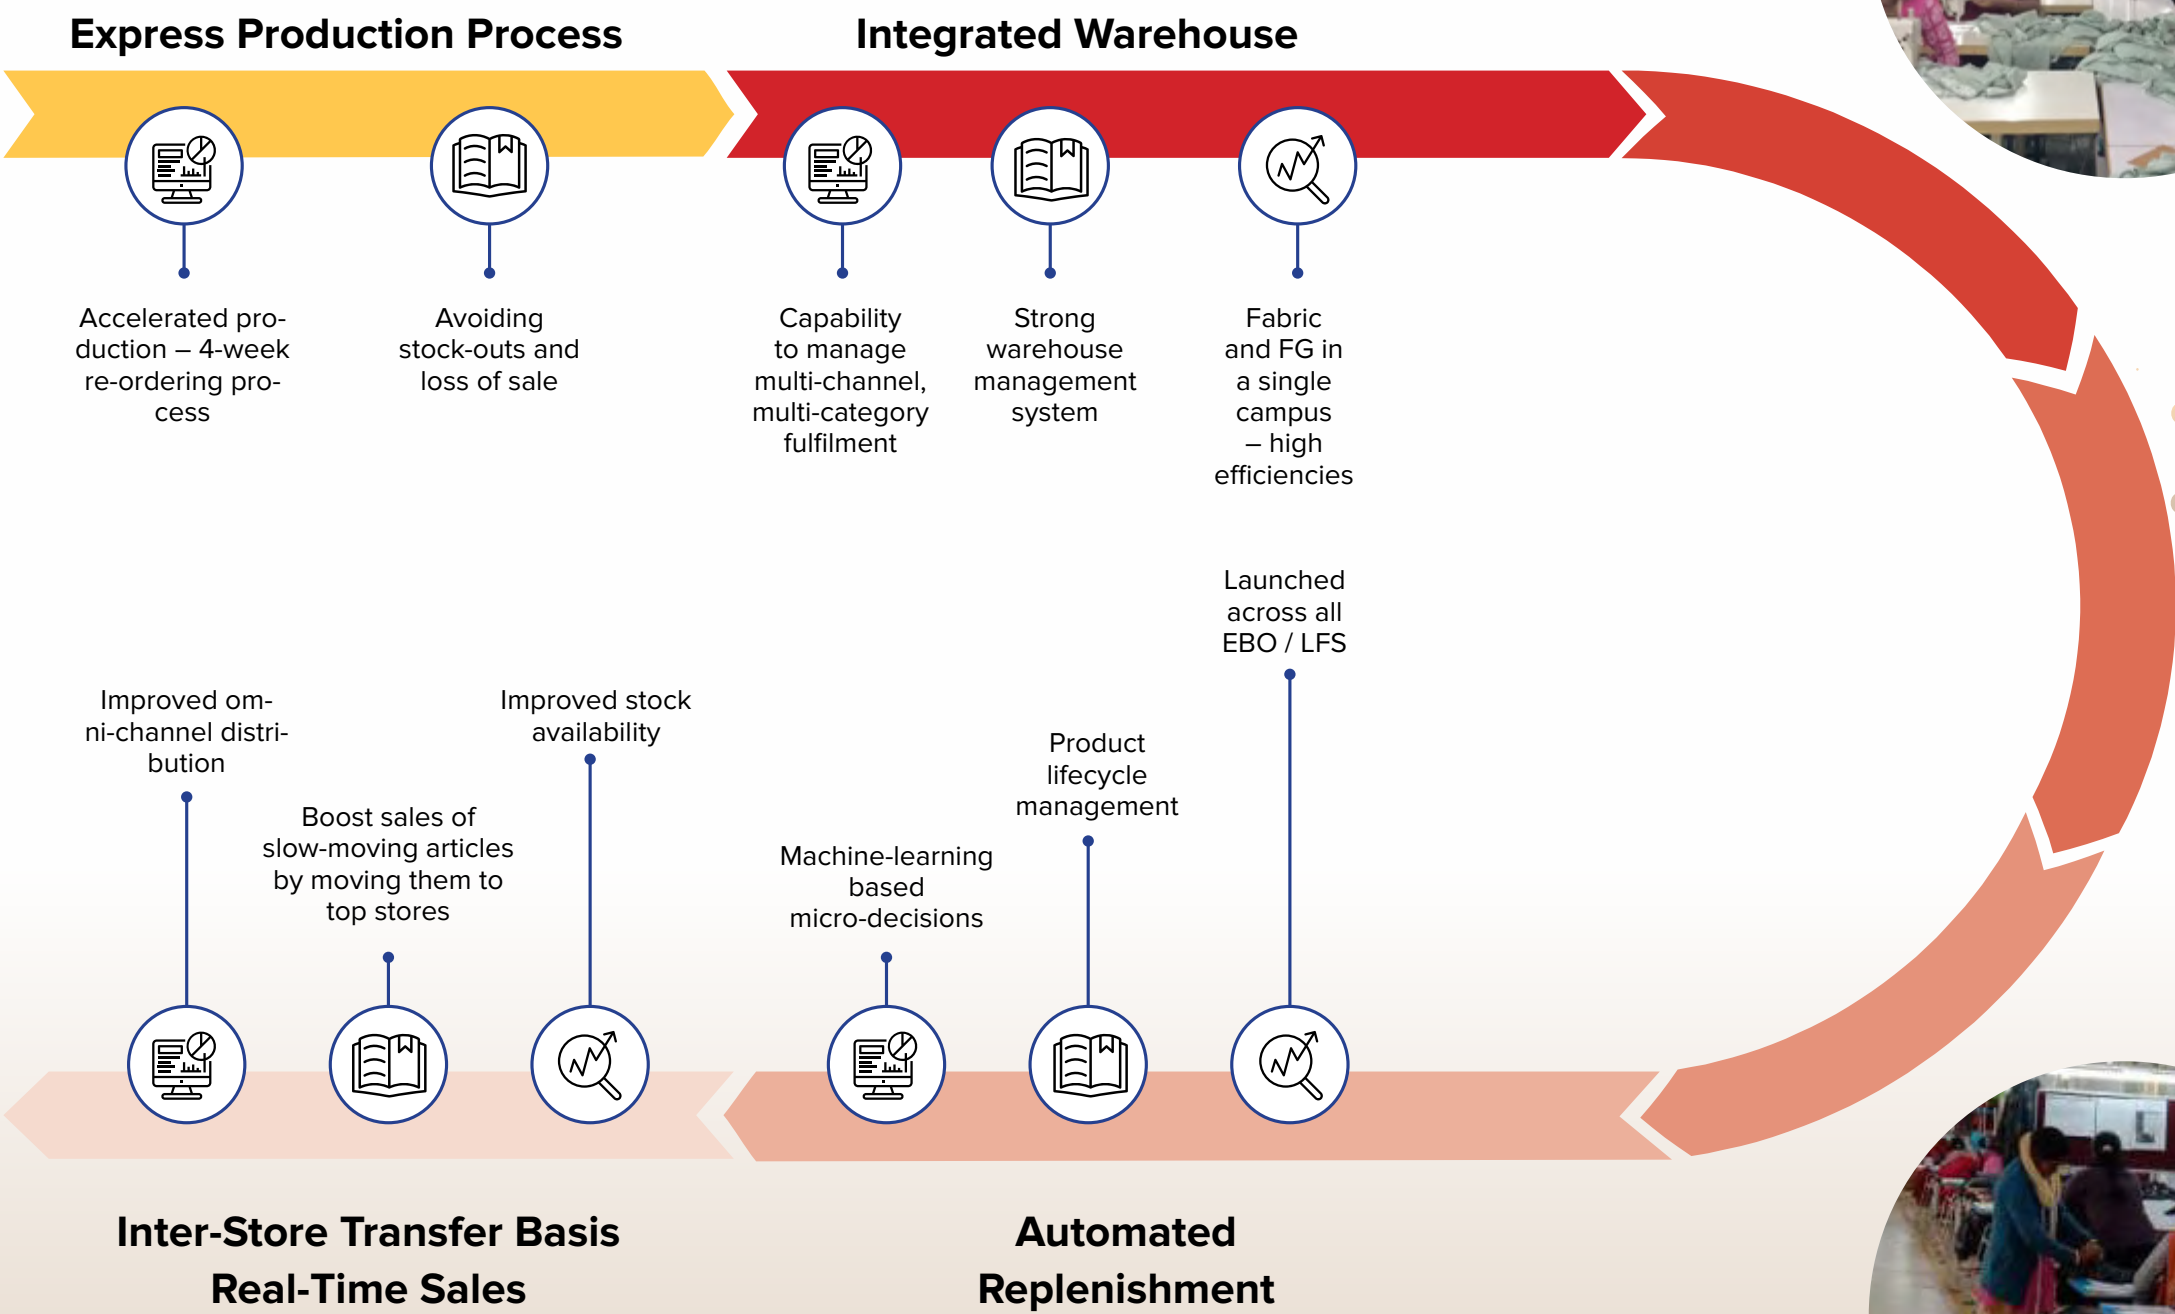 Express Production Process
Integrated Warehouse
Accelerated pro-
duction – 4-week
re-ordering pro-
cess
Avoiding
stock-outs and
loss of sale
Capability
to manage
multi-channel,
multi-category
fulfilment
Strong
warehouse
management
system
Fabric
and FG in
a single
campus
– high
efficiencies
Improved om-
ni-channel distri-
bution
Boost sales of
slow-moving articles
by moving them to
top stores
Improved stock
availability
Machine-learning
based
micro-decisions
Product
lifecycle
management
Launched
across all
EBO / LFS
Inter-Store Transfer Basis
Real-Time Sales
Automated
Replenishment